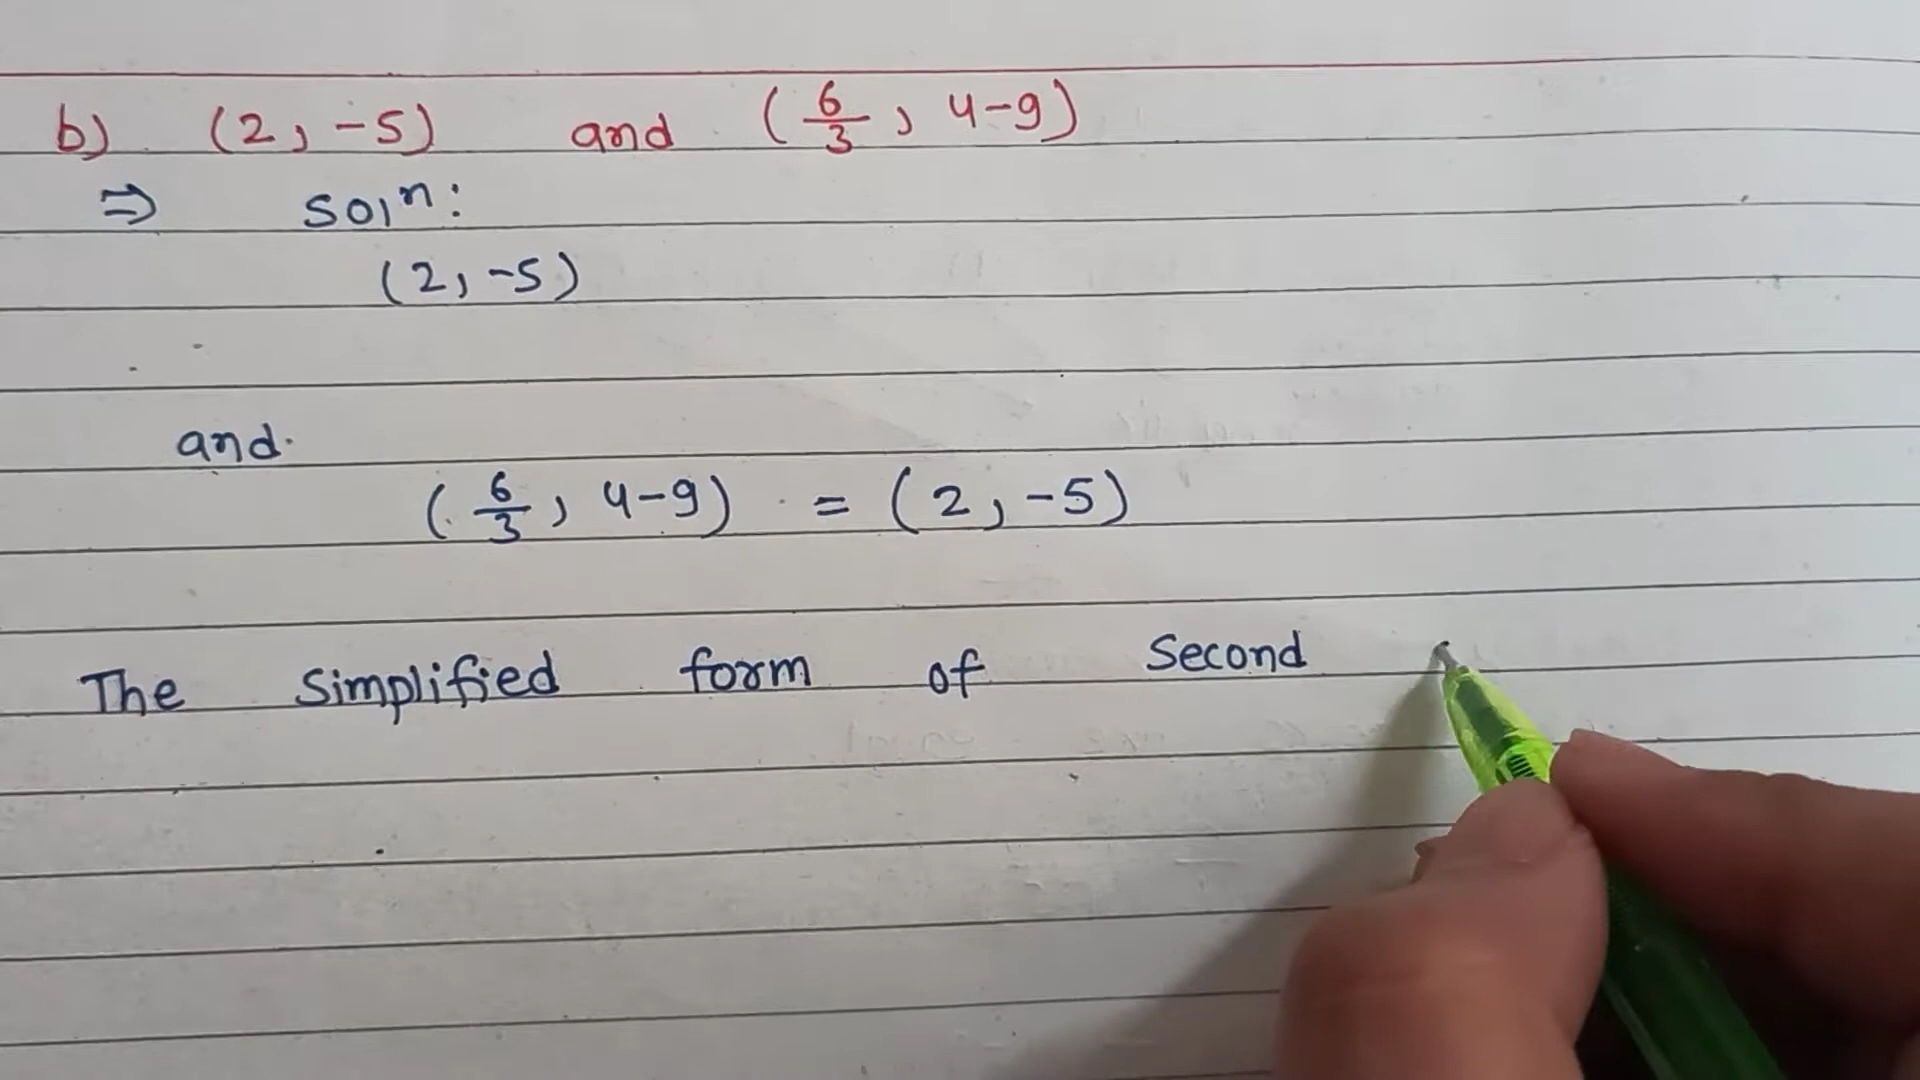 b) (2, -5) and (6/3, 4-9)
⇒ Solⁿ:
(2, -5)
and.
(6/3, 4-9) = (2, -5)
The Simplified form of Second